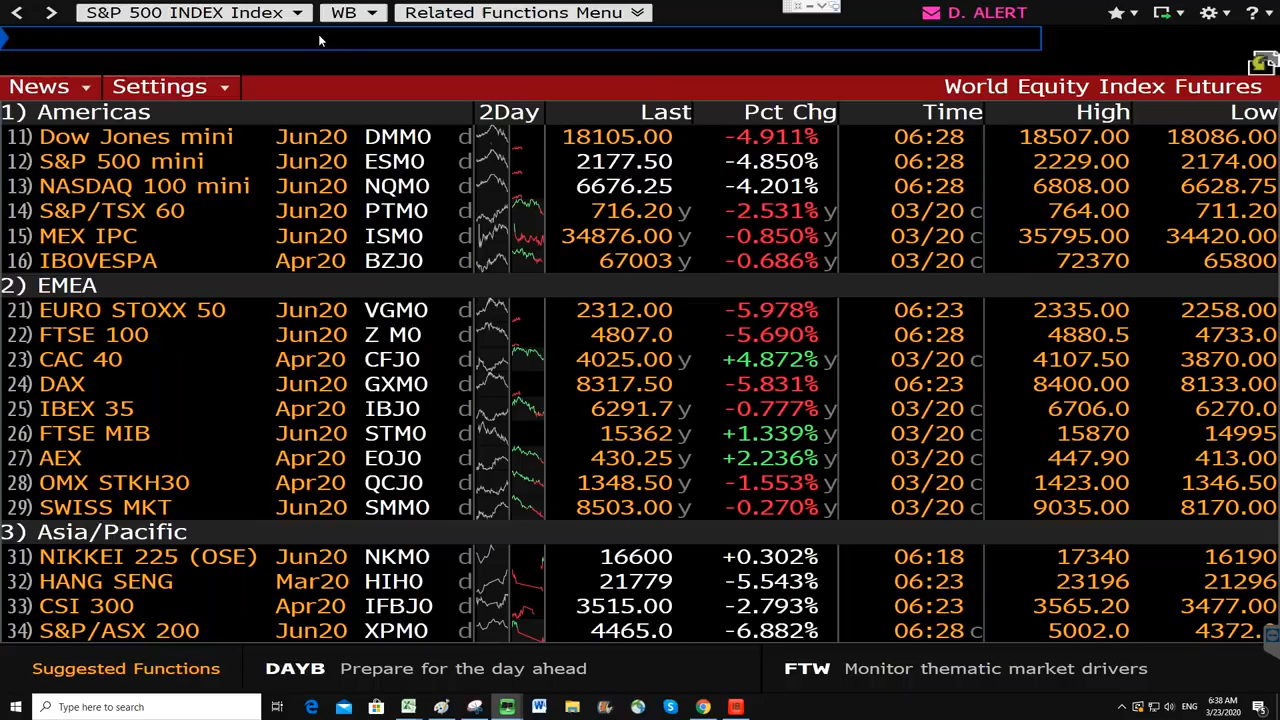 S&P 500 INDEX Index WB Related Functions Menu D. ALERT
News Settings World Equity Index Futures
1) Americas 2Day Last Pct Chg Time High Low
11) Dow Jones mini Jun20 DMM0 d 18105.00 -4.911% 06:28 18507.00 18086.00
12) S&P 500 mini Jun20 ESM0 d 2177.50 -4.850% 06:28 2229.00 2174.00
13) NASDAQ 100 mini Jun20 NQM0 d 6676.25 -4.201% 06:28 6808.00 6628.75
14) S&P/TSX 60 Jun20 PTM0 d 716.20 y -2.531% y 03/20 c 764.00 711.20
15) MEX IPC Jun20 ISM0 d 34876.00 y -0.850% y 03/20 c 35795.00 34420.00
16) IBOVESPA Apr20 BZJ0 d 67003 y -0.686% y 03/20 c 72370 65800
2) EMEA
21) EURO STOXX 50 Jun20 VGM0 d 2312.00 -5.978% 06:23 2335.00 2258.00
22) FTSE 100 Jun20 Z M0 d 4807.0 -5.690% 06:28 4880.5 4733.0
23) CAC 40 Apr20 CFJ0 d 4025.00 y +4.872% y 03/20 c 4107.50 3870.00
24) DAX Jun20 GXM0 d 8317.50 -5.831% 06:23 8400.00 8133.00
25) IBEX 35 Apr20 IBJ0 d 6291.7 y -0.777% y 03/20 c 6706.0 6270.0
26) FTSE MIB Jun20 STM0 d 15362 y +1.339% y 03/20 c 15870 14995
27) AEX Apr20 EOJ0 d 430.25 y +2.236% y 03/20 c 447.90 413.00
28) OMX STKH30 Apr20 QCJ0 d 1348.50 y -1.553% y 03/20 c 1423.00 1346.50
29) SWISS MKT Jun20 SMM0 d 8503.00 y -0.270% y 03/20 c 9035.00 8170.00
3) Asia/Pacific
31) NIKKEI 225 (OSE) Jun20 NKM0 d 16600 +0.302% 06:18 17340 16190
32) HANG SENG Mar20 HIH0 d 21779 -5.543% 06:23 23196 21296
33) CSI 300 Apr20 IFBJ0 d 3515.00 -2.793% 06:23 3565.20 3477.00
34) S&P/ASX 200 Jun20 XPM0 d 4465.0 -6.882% 06:28 c 5002.0 4372.
Suggested Functions DAYB Prepare for the day ahead FTW Monitor thematic market drivers
Type here to search ENG 6:38 AM
3/23/2020